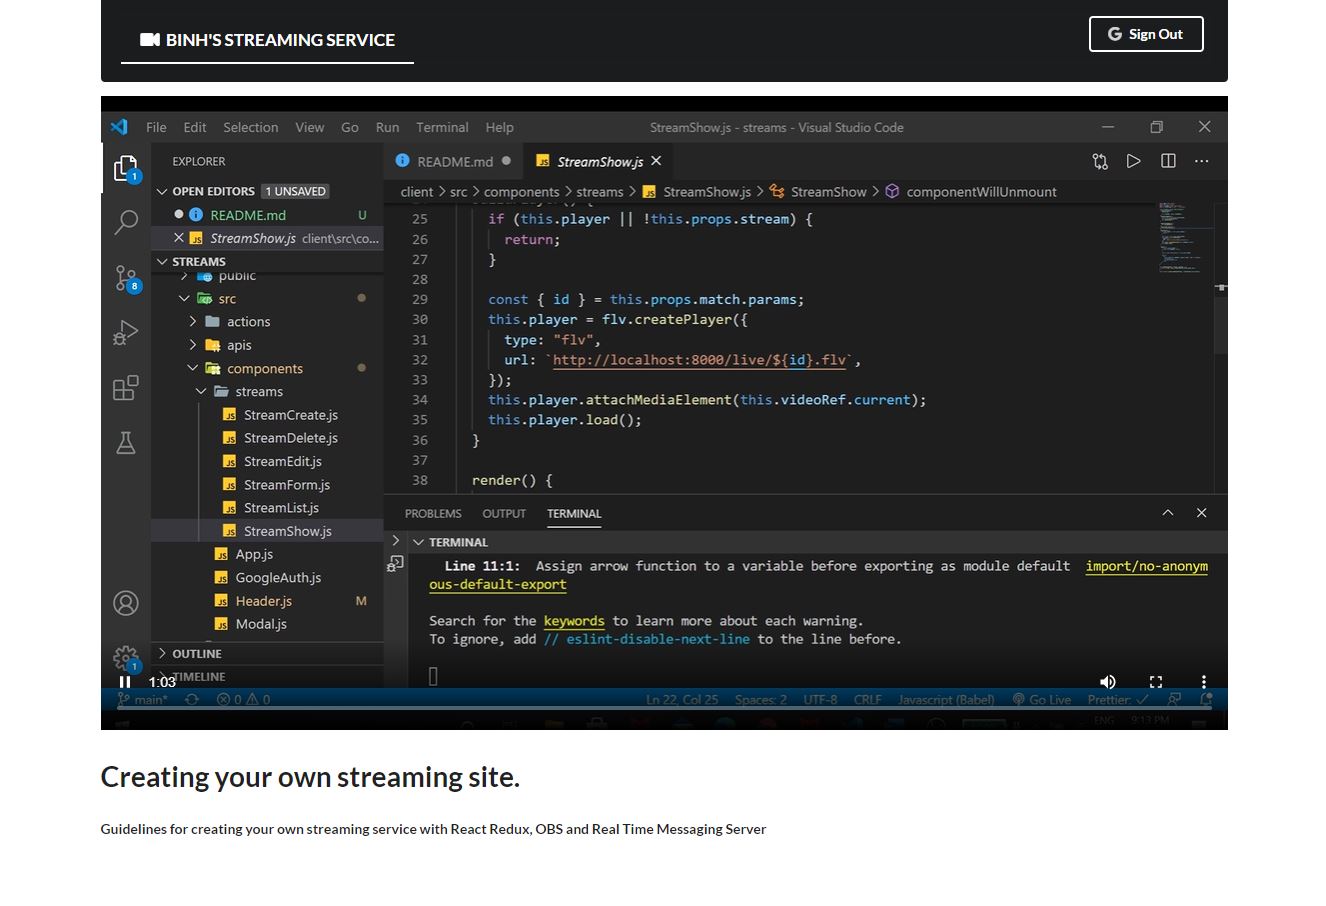 BINH'S STREAMING SERVICE
Sign Out
File Edit Selection View Go Run Terminal Help
StreamShow.js - streams - Visual Studio Code
EXPLORER
OPEN EDITORS 1 UNSAVED
README.md U
StreamShow.js client\src\co...
STREAMS
public
src
actions
apis
components
streams
StreamCreate.js
StreamDelete.js
StreamEdit.js
StreamForm.js
StreamList.js
StreamShow.js
App.js
GoogleAuth.js
Header.js M
Modal.js
OUTLINE
TIMELINE
1
8
1
README.md
StreamShow.js
client > src > components > streams > StreamShow.js > StreamShow > componentWillUnmount
25 if (this.player || !this.props.stream) {
26 return;
27 }
28
29 const { id } = this.props.match.params;
30 this.player = flv.createPlayer({
31 type: "flv",
32 url: `http://localhost:8000/live/${id}.flv`,
33 });
34 this.player.attachMediaElement(this.videoRef.current);
35 this.player.load();
36 }
37
38 render() {
PROBLEMS OUTPUT TERMINAL
TERMINAL
Line 11:1: Assign arrow function to a variable before exporting as module default import/no-anonym
ous-default-export
Search for the keywords to learn more about each warning.
To ignore, add // eslint-disable-next-line to the line before.
1:03
main* 0 0 Ln 22, Col 25 Spaces: 2 UTF-8 CRLF Javascript (Babel) Go Live Prettier: ✓
ENG 9:13 PM
Creating your own streaming site.
Guidelines for creating your own streaming service with React Redux, OBS and Real Time Messaging Server